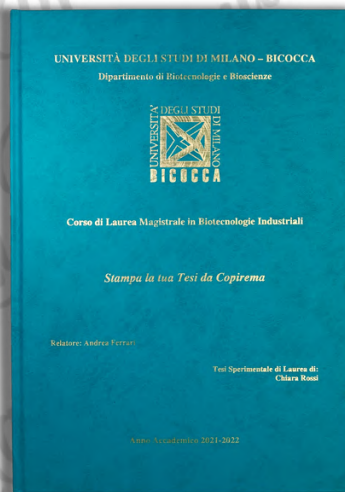 UNIVERSITÀ DEGLI STUDI DI MILANO – BICOCCA
Dipartimento di Biotecnologie e Bioscienze
UNIVERSITA' DEGLI STUDI DI MILANO
BICOCCA
Corso di Laurea Magistrale in Biotecnologie Industriali
Stampa la tua Tesi da Copirema
Relatore: Andrea Ferrari
Tesi Sperimentale di Laurea di:
Chiara Rossi
Anno Accademico 2021-2022